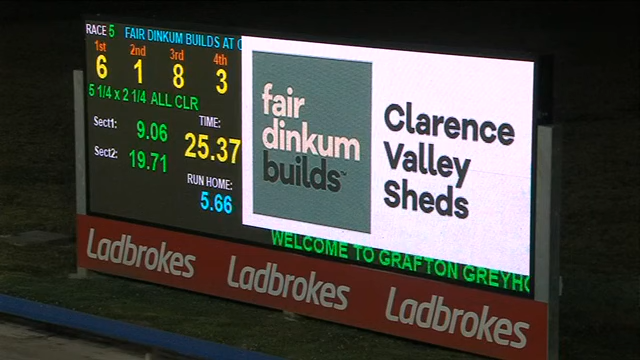 RACE 5 FAIR DINKUM BUILDS AT
1st 2nd 3rd 4th
6 1 8 3
5 1/4 x 2 1/4 ALL CLR
Sect1: 9.06
TIME:
25.37
Sect2: 19.71
RUN HOME:
5.66
fair
dinkum
builds™
Clarence
Valley
Sheds
WELCOME TO GRAFTON GREYH
Ladbrokes Ladbrokes Ladbrokes